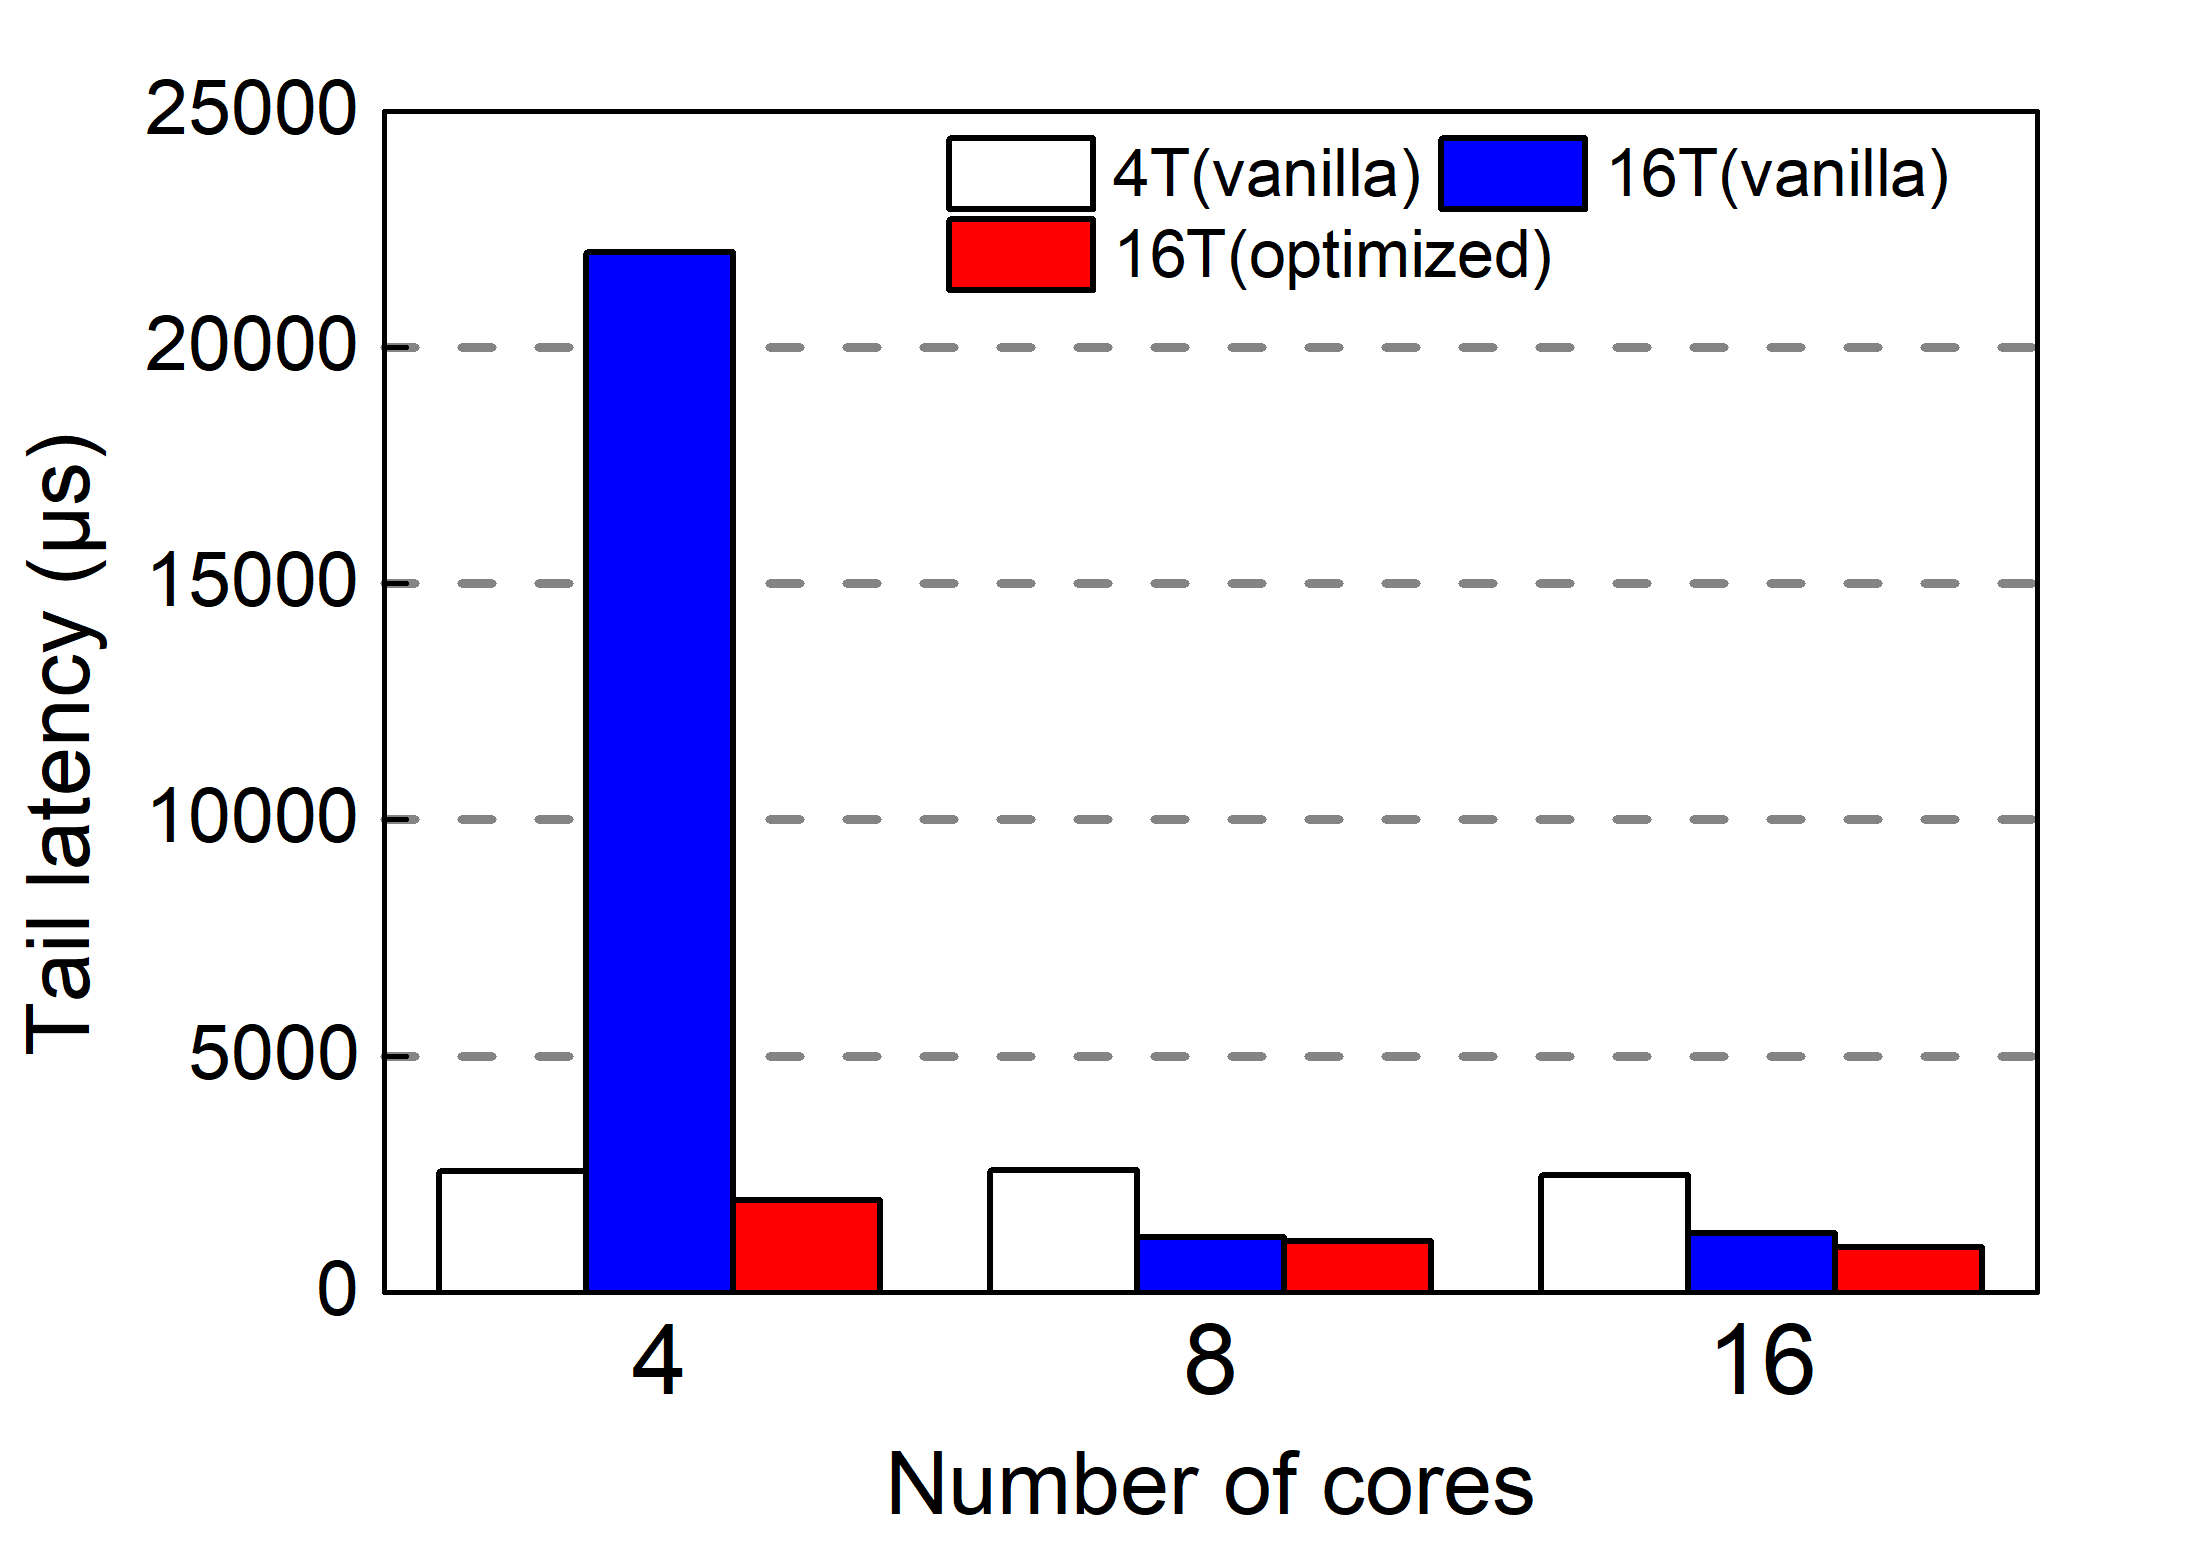 25000
20000
15000
10000
5000
0
Tail latency (μs)
4T(vanilla) 16T(vanilla)
16T(optimized)
4 8 16
Number of cores